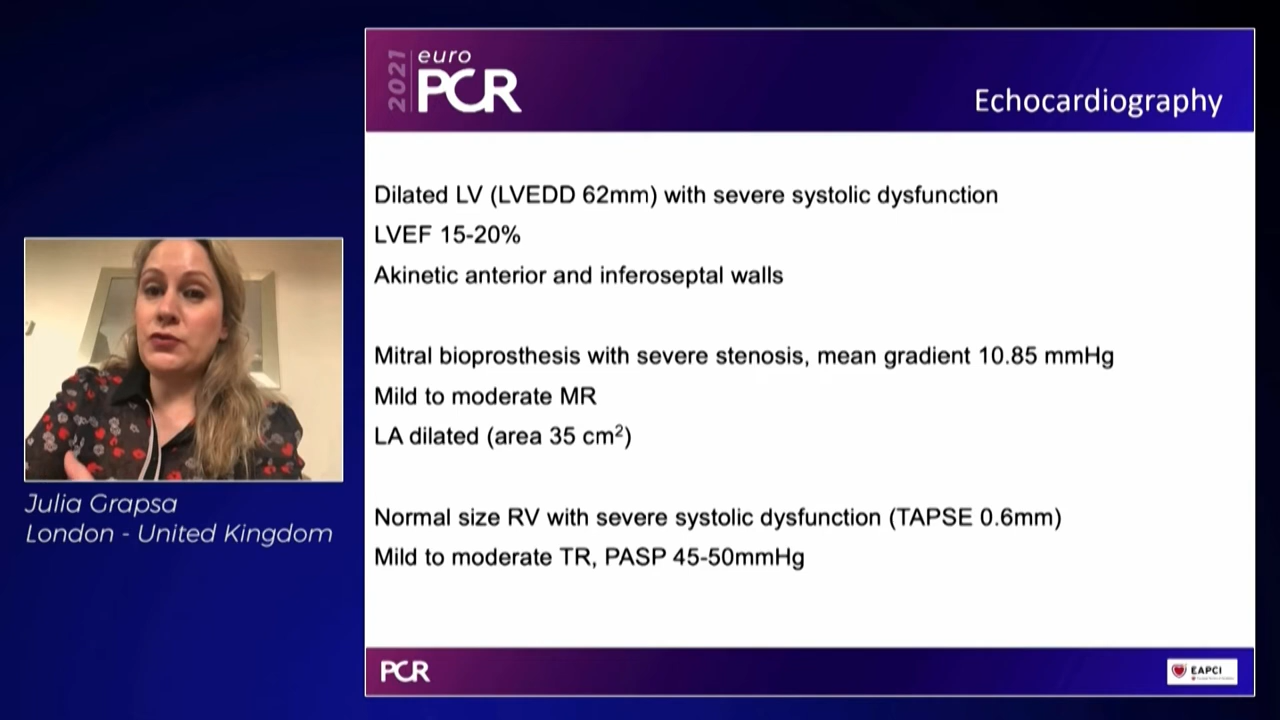 2021
euro
PCR
Echocardiography
Dilated LV (LVEDD 62mm) with severe systolic dysfunction
LVEF 15-20%
Akinetic anterior and inferoseptal walls
Mitral bioprosthesis with severe stenosis, mean gradient 10.85 mmHg
Mild to moderate MR
LA dilated (area 35 cm²)
Normal size RV with severe systolic dysfunction (TAPSE 0.6mm)
Mild to moderate TR, PASP 45-50mmHg
Julia Grapsa
London - United Kingdom
PCR
EAPCI